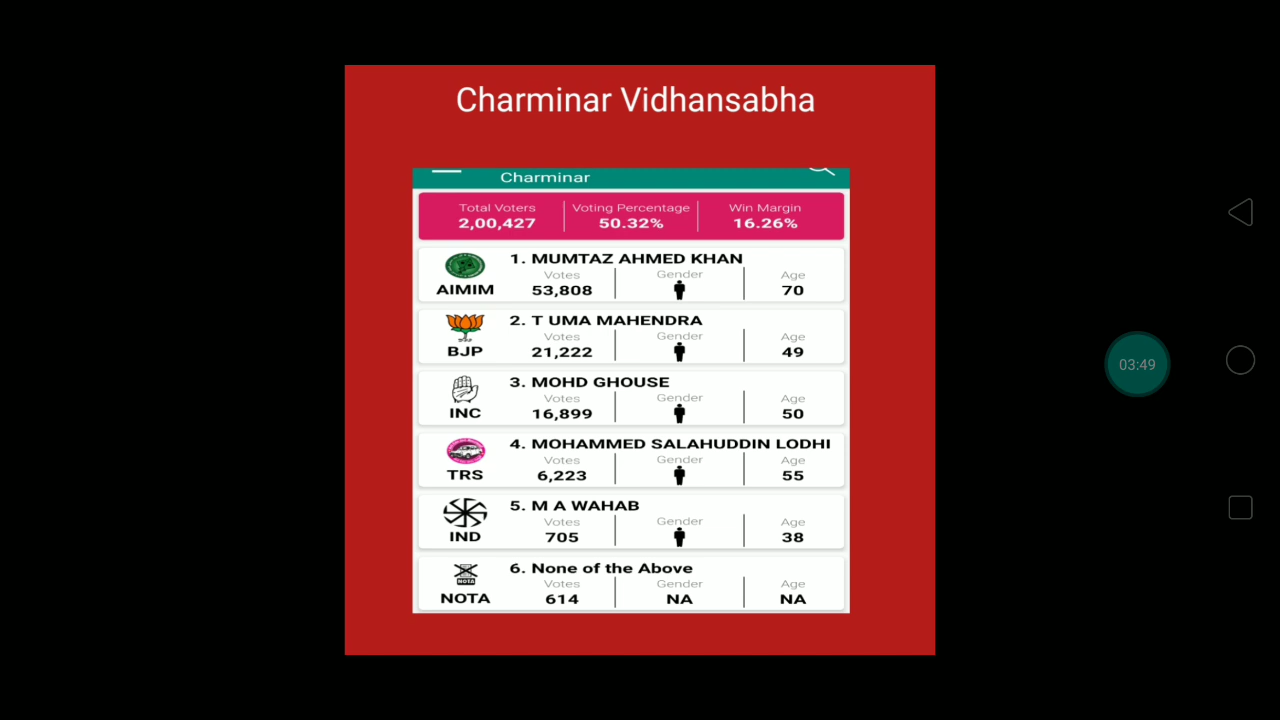 Charminar Vidhansabha
Charminar
Total Voters Voting Percentage Win Margin
2,00,427 50.32% 16.26%
1. MUMTAZ AHMED KHAN
Votes Gender Age
AIMIM 53,808 70
2. T UMA MAHENDRA
Votes Gender Age
BJP 21,222 49
3. MOHD GHOUSE
Votes Gender Age
INC 16,899 50
4. MOHAMMED SALAHUDDIN LODHI
Votes Gender Age
TRS 6,223 55
5. M A WAHAB
Votes Gender Age
IND 705 38
6. None of the Above
NOTA
Votes Gender Age
NOTA 614 NA NA
03:49